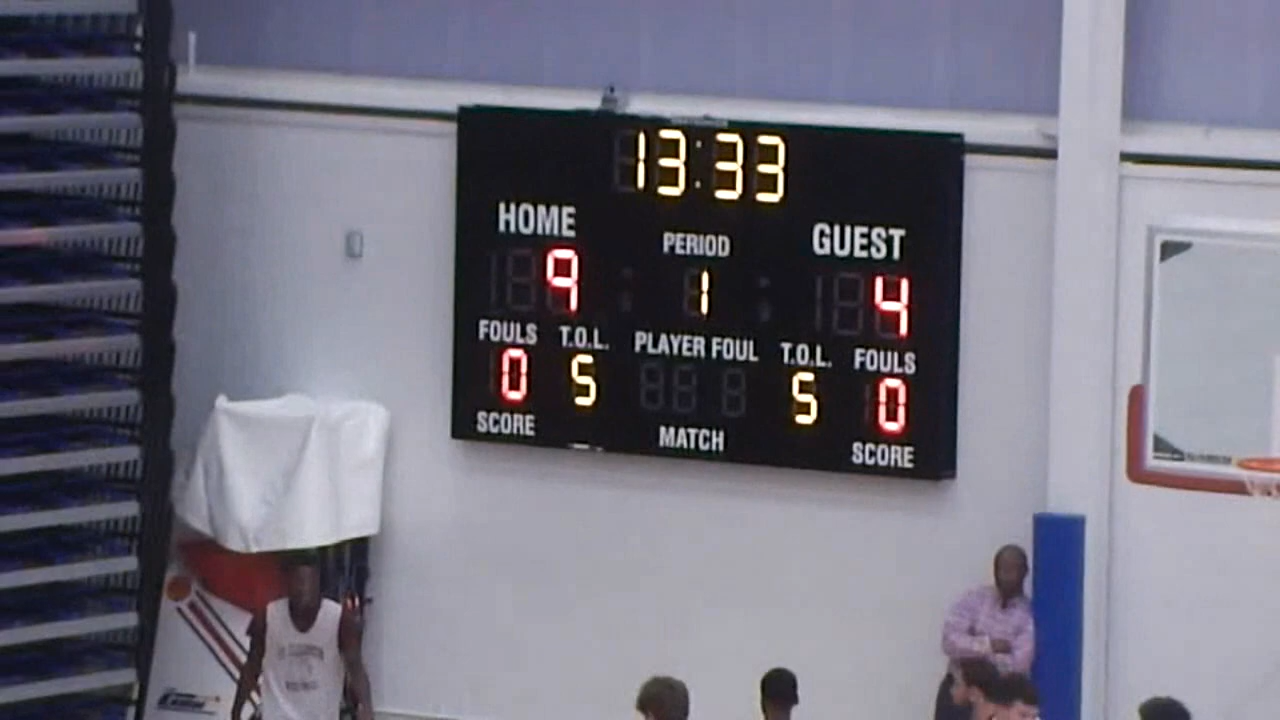 13:33
HOME PERIOD GUEST
9 1 4
FOULS T.O.L. PLAYER FOUL T.O.L. FOULS
0 5 5 0
SCORE MATCH SCORE